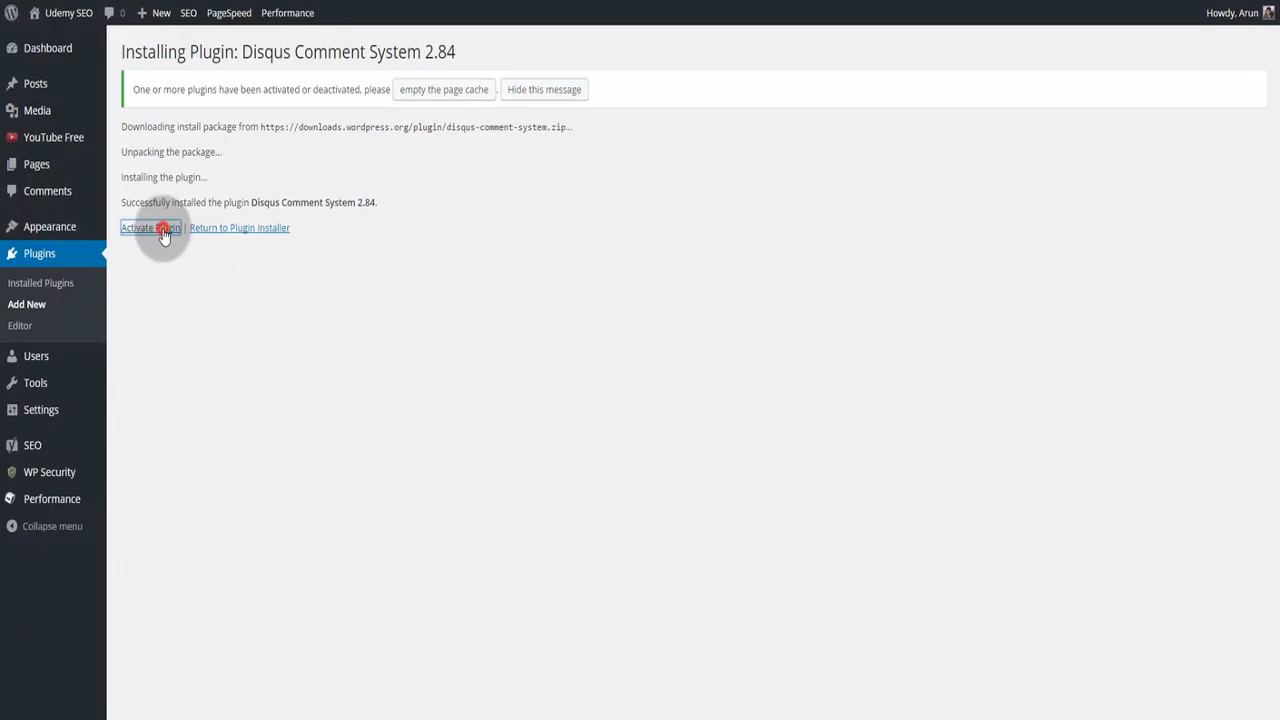 Udemy SEO 0 New SEO PageSpeed Performance Howdy, Arun
Dashboard
Posts
Media
YouTube Free
Pages
Comments
Appearance
Plugins
Installed Plugins
Add New
Editor
Users
Tools
Settings
SEO
WP Security
Performance
Collapse menu
Installing Plugin: Disqus Comment System 2.84
One or more plugins have been activated or deactivated, please empty the page cache . Hide this message
Downloading install package from https://downloads.wordpress.org/plugin/disqus-comment-system.zip…
Unpacking the package…
Installing the plugin…
Successfully installed the plugin Disqus Comment System 2.84.
Activate Plugin | Return to Plugin Installer